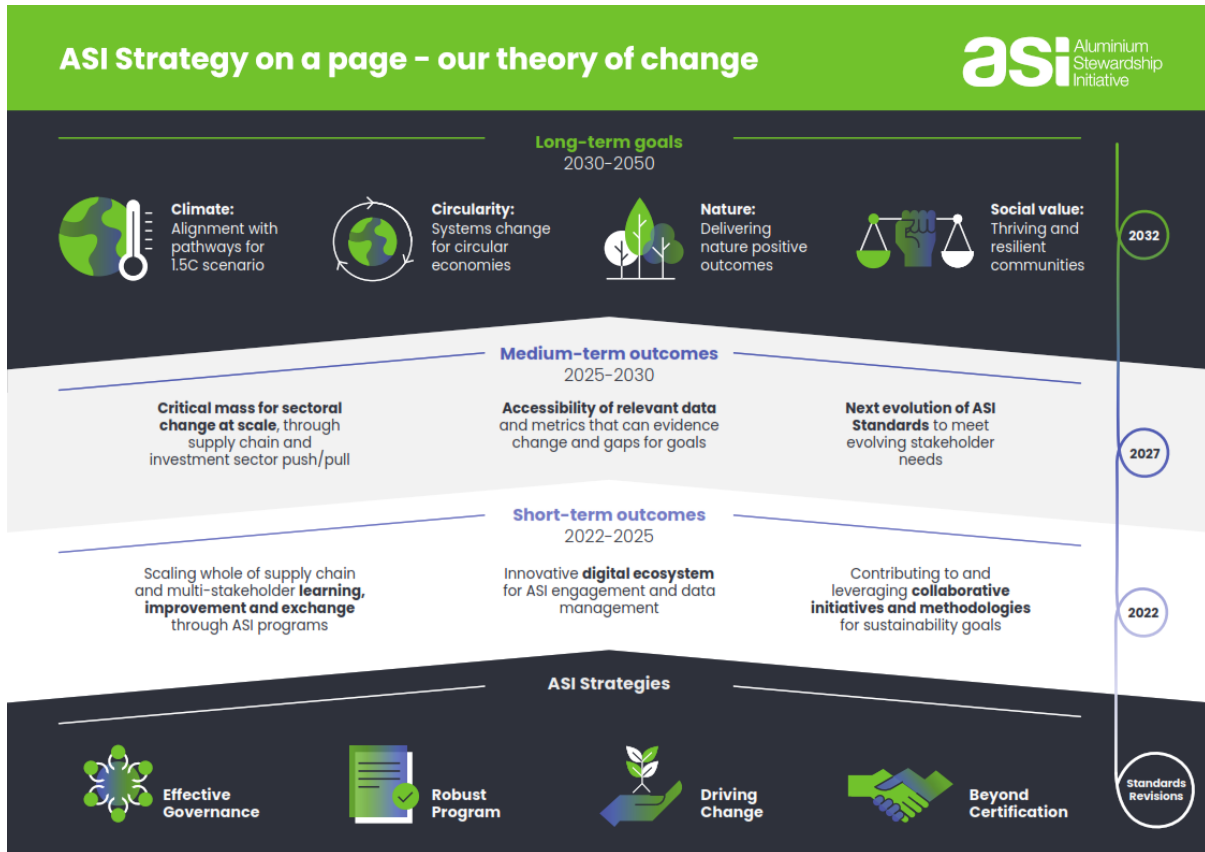 ASI Strategy on a page - our theory of change
asi
Aluminium
Stewardship
Initiative
Long-term goals
2030-2050
Climate:
Alignment with
pathways for
1.5C scenario
Circularity:
Systems change
for circular
economies
Nature:
Delivering
nature positive
outcomes
Social value:
Thriving and
resilient
communities
2032
Medium-term outcomes
2025-2030
Critical mass for sectoral
change at scale, through
supply chain and
investment sector push/pull
Accessibility of relevant data
and metrics that can evidence
change and gaps for goals
Next evolution of ASI
Standards to meet
evolving stakeholder
needs
2027
Short-term outcomes
2022-2025
Scaling whole of supply chain
and multi-stakeholder learning,
improvement and exchange
through ASI programs
Innovative digital ecosystem
for ASI engagement and data
management
Contributing to and
leveraging collaborative
initiatives and methodologies
for sustainability goals
2022
ASI Strategies
Effective
Governance
Robust
Program
Driving
Change
Beyond
Certification
Standards
Revisions